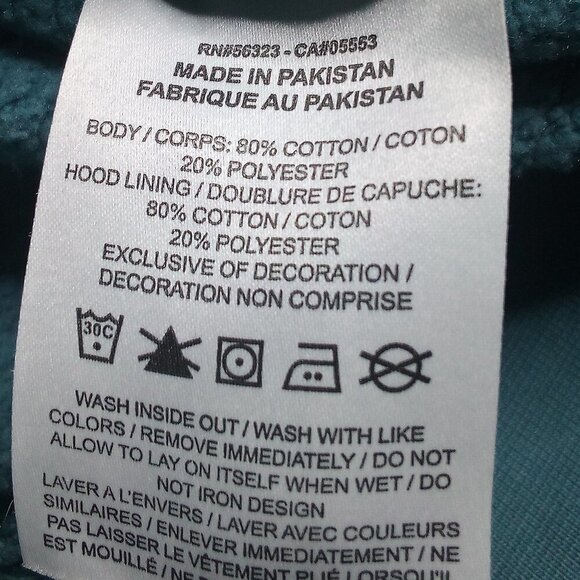 RN#56323 - CA#05553
MADE IN PAKISTAN
FABRIQUE AU PAKISTAN
BODY / CORPS: 80% COTTON / COTON
20% POLYESTER
HOOD LINING / DOUBLURE DE CAPUCHE:
80% COTTON / COTON
20% POLYESTER
EXCLUSIVE OF DECORATION /
DECORATION NON COMPRISE
30C
WASH INSIDE OUT / WASH WITH LIKE
COLORS / REMOVE IMMEDIATELY / DO NOT
ALLOW TO LAY ON ITSELF WHEN WET / DO
NOT IRON DESIGN
LAVER A L'ENVERS / LAVER AVEC COULEURS
SIMILAIRES / ENLEVER IMMEDIATEMENT / NE
PAS LAISSER LE VÊTEMENT PLIÉ LORSQU'IL
EST MOUILLÉ / NE